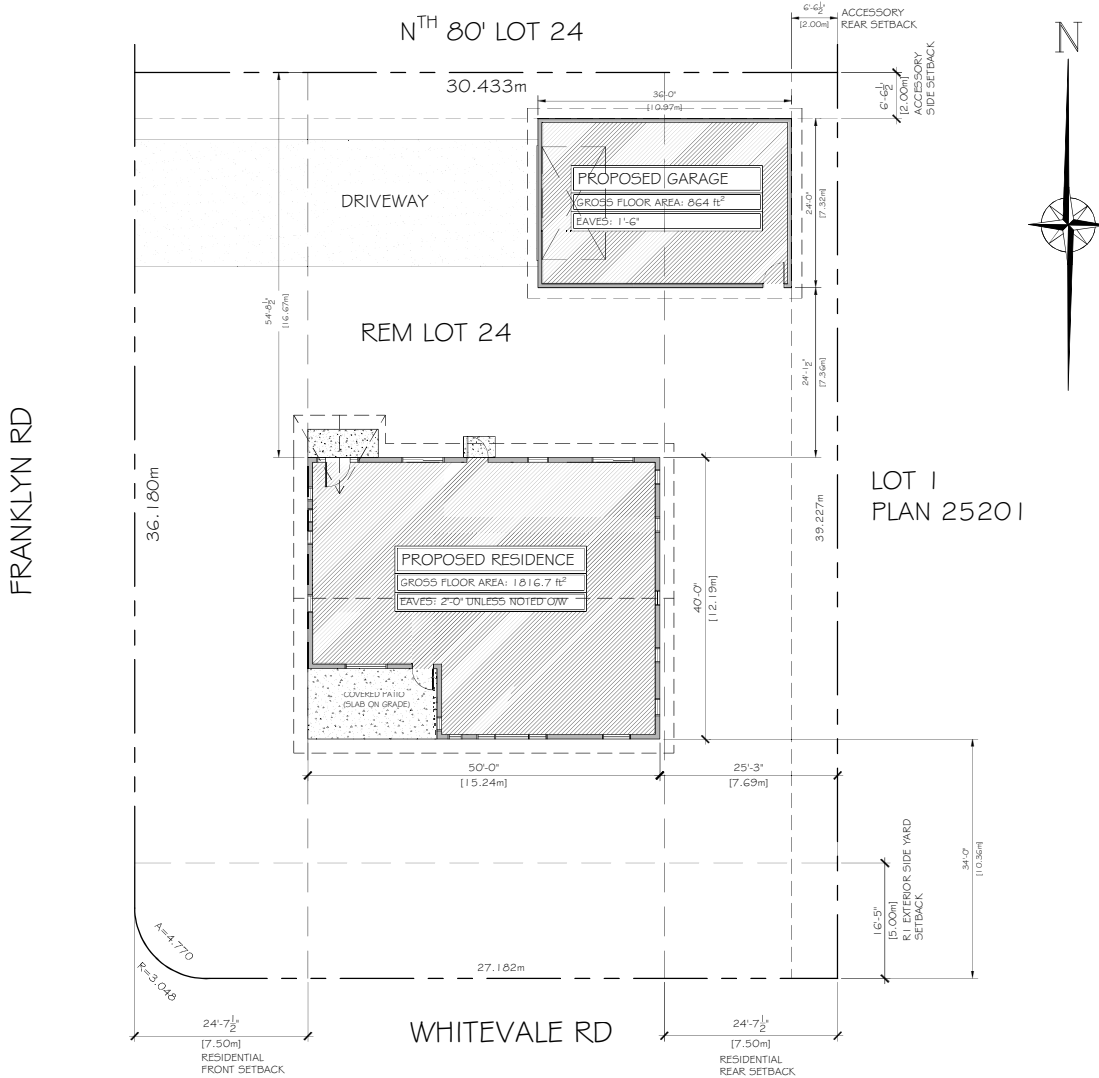 N^TH 80' LOT 24
6'-6½"
[2.00m]
ACCESSORY
REAR SETBACK
N
30.433m
36'-0"
[10.97m]
6'-6½"
[2.00m]
ACCESSORY
SIDE SETBACK
DRIVEWAY
PROPOSED GARAGE
GROSS FLOOR AREA: 864 ft²
EAVES: 1'-6"
24'-0"
[7.32m]
54'-8½"
[16.67m]
REM LOT 24
24'-1½"
[7.36m]
FRANKLYN RD
36.180m
39.227m
LOT 1
PLAN 25201
PROPOSED RESIDENCE
GROSS FLOOR AREA: 1816.7 ft²
EAVES: 2'-0" UNLESS NOTED O/W
40'-0"
[12.19m]
COVERED PATIO
(SLAB ON GRADE)
50'-0"
[15.24m]
25'-3"
[7.69m]
34'-0"
[10.36m]
16'-5"
[5.00m]
R1 EXTERIOR SIDE YARD
SETBACK
A=4.770
R=3.048
27.182m
24'-7½"
[7.50m]
RESIDENTIAL
FRONT SETBACK
WHITEVALE RD
24'-7½"
[7.50m]
RESIDENTIAL
REAR SETBACK